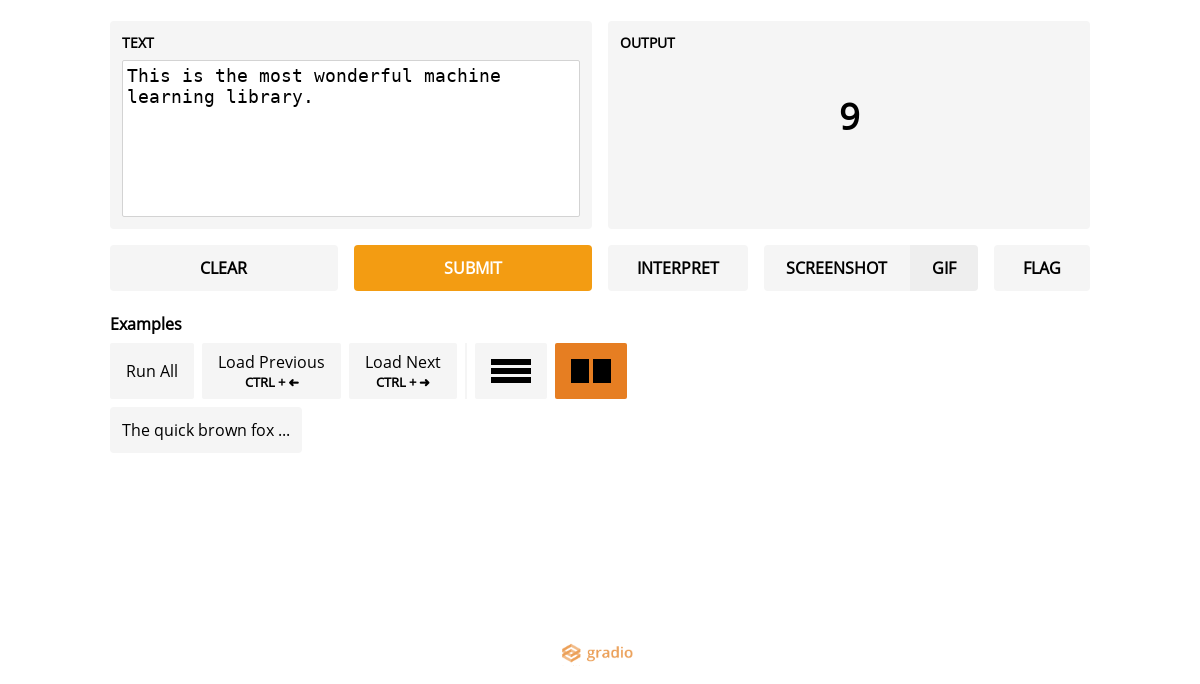 TEXT
This is the most wonderful machine
learning library.
OUTPUT
9
CLEAR
SUBMIT
INTERPRET
SCREENSHOT
GIF
FLAG
Examples
Run All
Load Previous
CTRL + ←
Load Next
CTRL + →
The quick brown fox ...
gradio